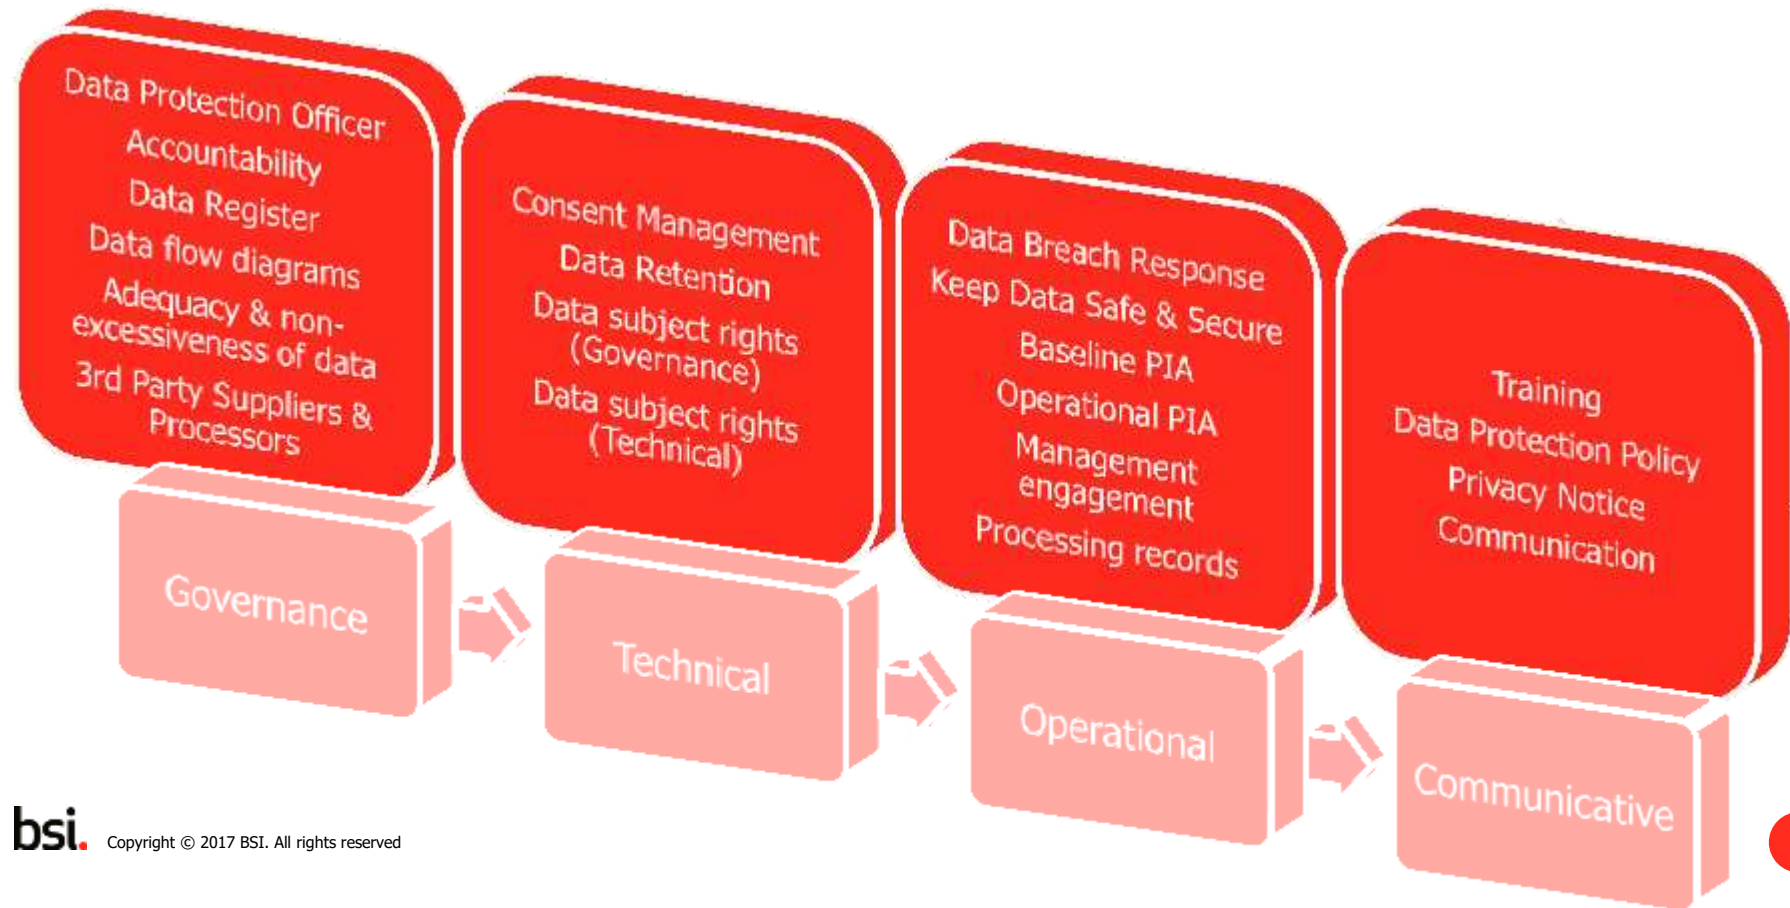 Data Protection Officer
Accountability
Data Register
Data flow diagrams
Adequacy & non-
excessiveness of data
3rd Party Suppliers &
Processors
Governance
Consent Management
Data Retention
Data subject rights
(Governance)
Data subject rights
(Technical)
Technical
Data Breach Response
Keep Data Safe & Secure
Baseline PIA
Operational PIA
Management
engagement
Processing records
Operational
Training
Data Protection Policy
Privacy Notice
Communication
Communicative
bsi.
Copyright © 2017 BSI. All rights reserved